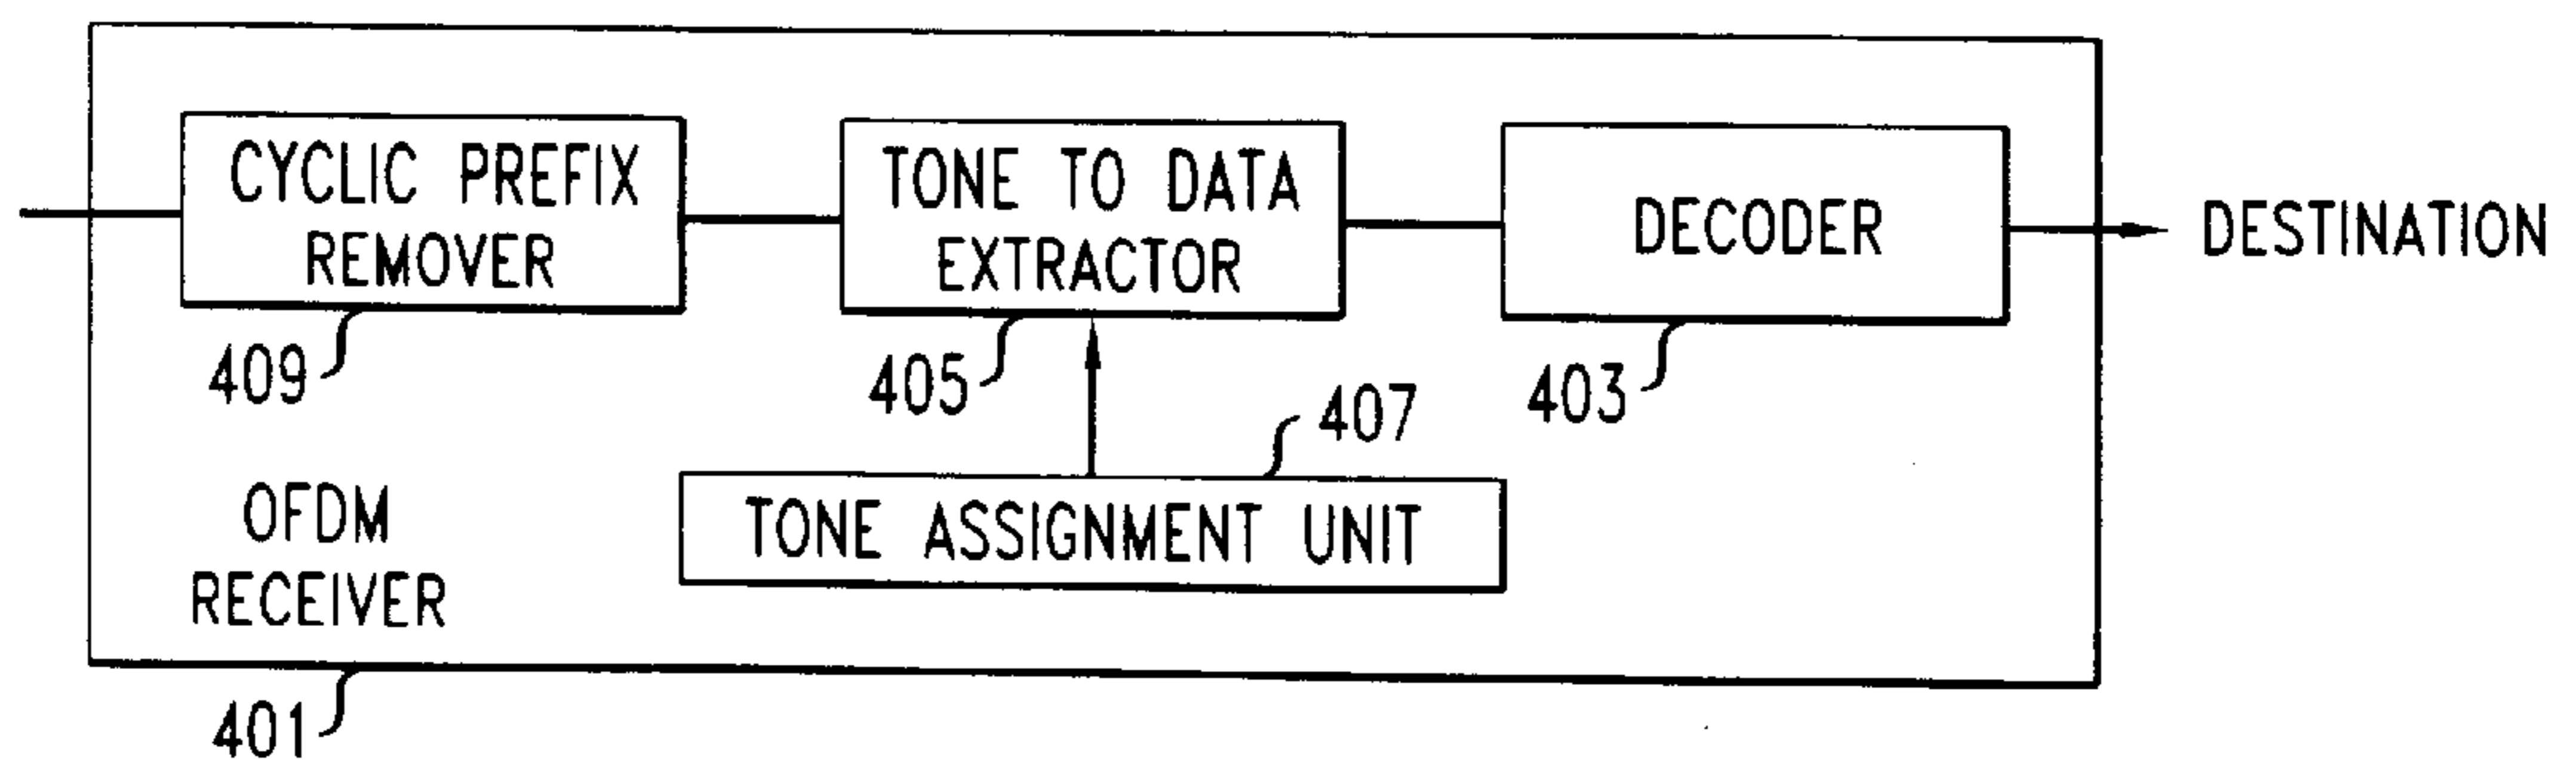 CYCLIC PREFIX
REMOVER
409
TONE TO DATA
EXTRACTOR
405
DECODER
403
DESTINATION
407
TONE ASSIGNMENT UNIT
OFDM
RECEIVER
401